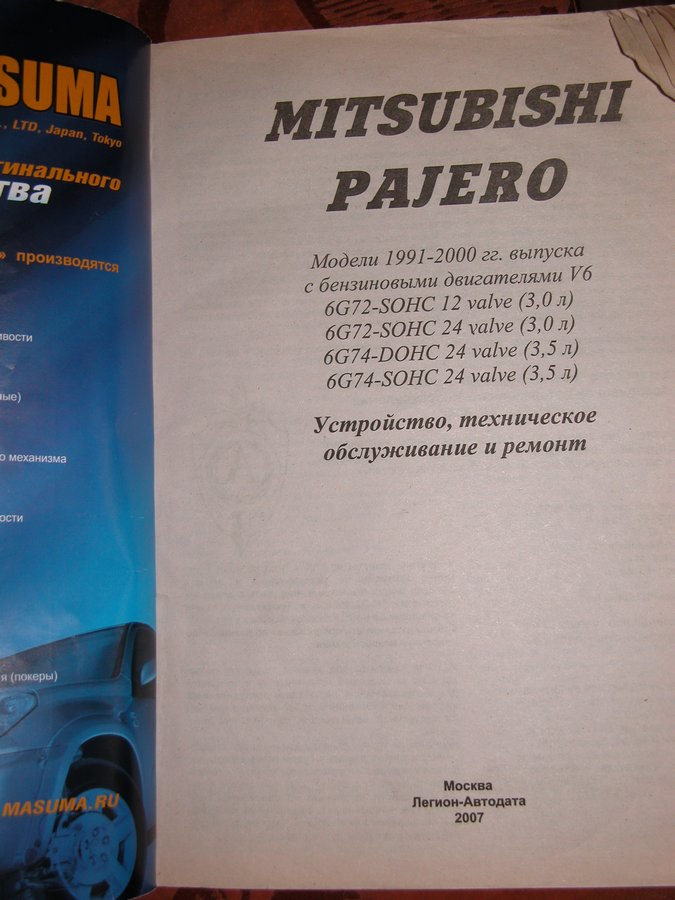 SUMA
., LTD, Japan, Tokyo
гинального
тва
» производятся
ивости
ные)
о механизма
ости
я (покеры)
MASUMA.RU
MITSUBISHI
PAJERO
Модели 1991-2000 гг. выпуска
с бензиновыми двигателями V6
6G72-SOHC 12 valve (3,0 л)
6G72-SOHC 24 valve (3,0 л)
6G74-DOHC 24 valve (3,5 л)
6G74-SOHC 24 valve (3,5 л)
Устройство, техническое
обслуживание и ремонт
Москва
Легион-Автодата
2007